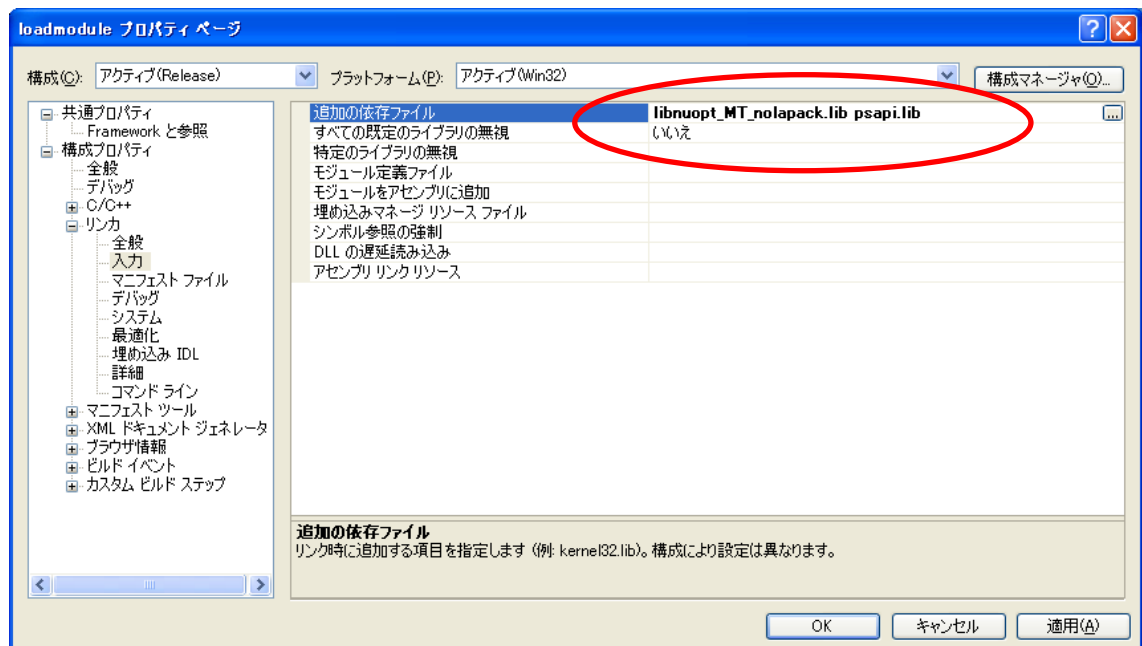 loadmodule プロパティ ページ
構成(C): アクティブ(Release) プラットフォーム(P): アクティブ(Win32) 構成マネージャ(O)...
共通プロパティ
Framework と参照
構成プロパティ
全般
デバッグ
C/C++
リンカ
全般
入力
マニフェスト ファイル
デバッグ
システム
最適化
埋め込み IDL
詳細
コマンド ライン
マニフェスト ツール
XML ドキュメント ジェネレータ
ブラウザ情報
ビルド イベント
カスタム ビルド ステップ
追加の依存ファイル libnuopt_MT_nolapack.lib psapi.lib ...
すべての既定のライブラリの無視 いいえ
特定のライブラリの無視
モジュール定義ファイル
モジュールをアセンブリに追加
埋め込みマネージ リソース ファイル
シンボル参照の強制
DLL の遅延読み込み
アセンブリ リンク リソース
追加の依存ファイル
リンク時に追加する項目を指定します (例: kernel32.lib)。構成により設定は異なります。
OK キャンセル 適用(A)